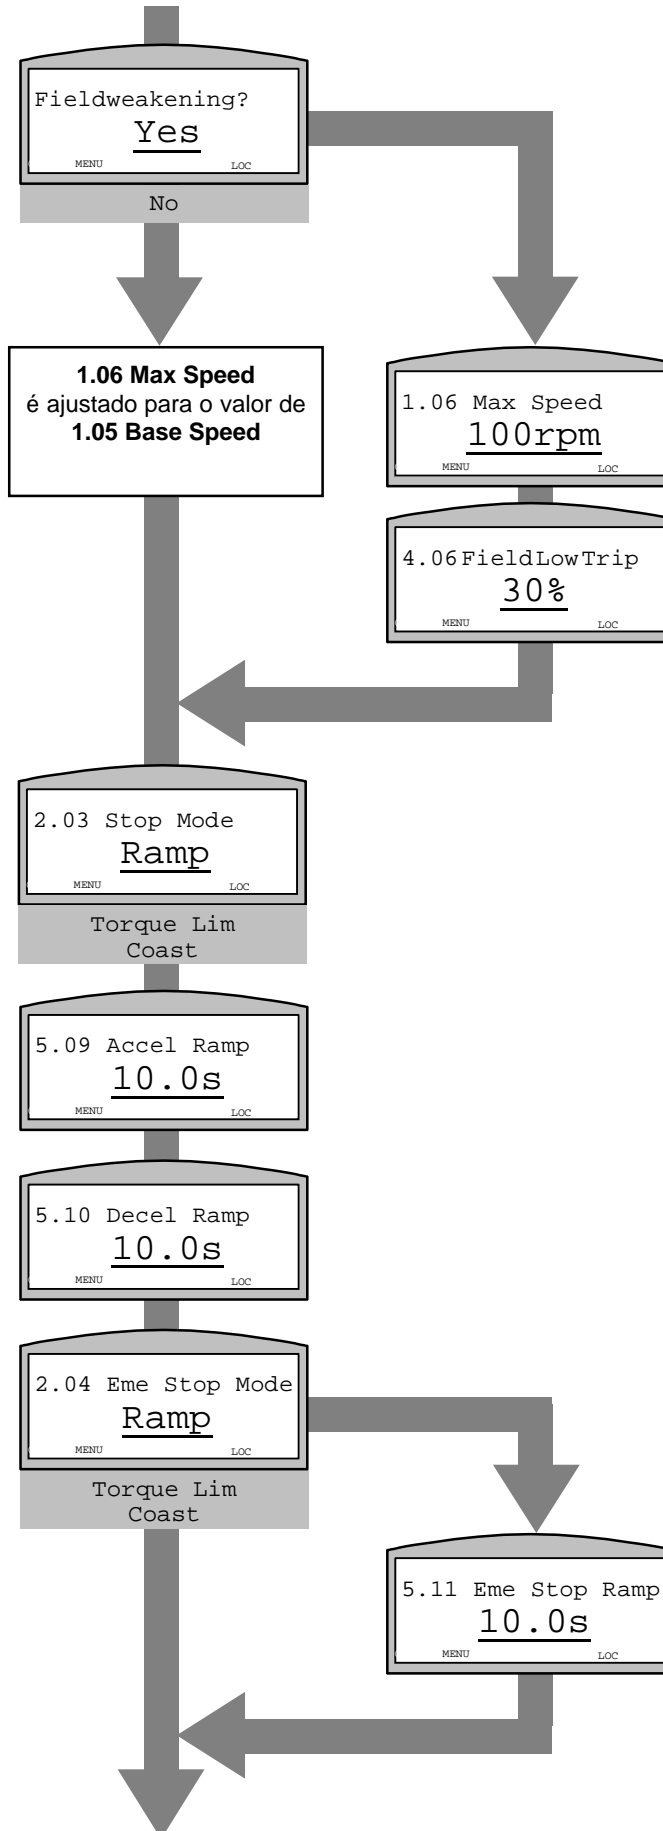 Fieldweakening?
Yes
MENU LOC
No
1.06 Max Speed
é ajustado para o valor de
1.05 Base Speed
1.06 Max Speed
100rpm
MENU LOC
4.06FieldLowTrip
30%
MENU LOC
2.03 Stop Mode
Ramp
MENU LOC
Torque Lim
Coast
5.09 Accel Ramp
10.0s
MENU LOC
5.10 Decel Ramp
10.0s
MENU LOC
2.04 Eme Stop Mode
Ramp
MENU LOC
Torque Lim
Coast
5.11 Eme Stop Ramp
10.0s
MENU LOC